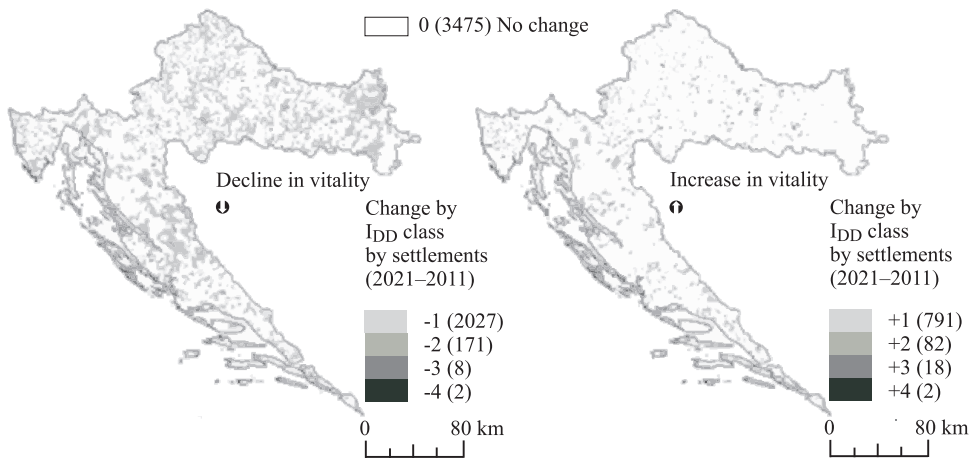 0 (3475) No change
Decline in vitality
Change by
IDD class
by settlements
(2021–2011)
-1 (2027)
-2 (171)
-3 (8)
-4 (2)
0 80 km
Increase in vitality
Change by
IDD class
by settlements
(2021–2011)
+1 (791)
+2 (82)
+3 (18)
+4 (2)
0 80 km